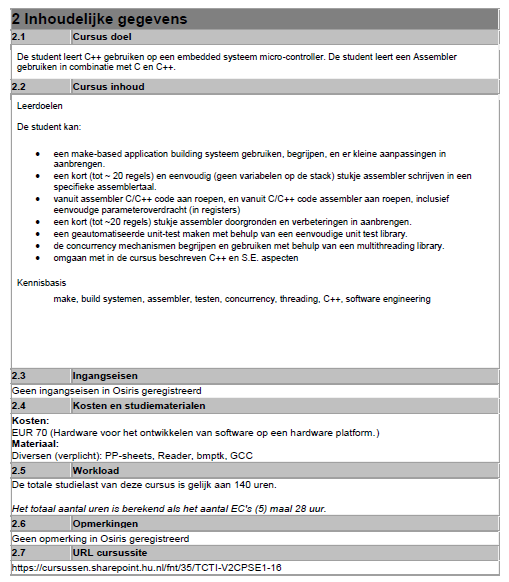 2 Inhoudelijke gegevens
2.1 Cursus doel
De student leert C++ gebruiken op een embedded systeem micro-controller. De student leert een Assembler
gebruiken in combinatie met C en C++.
2.2 Cursus inhoud
Leerdoelen
De student kan:
• een make-based application building systeem gebruiken, begrijpen, en er kleine aanpassingen in
aanbrengen.
• een kort (tot ~ 20 regels) en eenvoudig (geen variabelen op de stack) stukje assembler schrijven in een
specifieke assemblertaal.
• vanuit assembler C/C++ code aan roepen, en vanuit C/C++ code assembler aan roepen, inclusief
eenvoudge parameteroverdracht (in registers)
• een kort (tot ~20 regels) stukje assembler doorgronden en verbeteringen in aanbrengen.
• een geautomatiseerde unit-test maken met behulp van een eenvoudige unit test library.
• de concurrency mechanismen begrijpen en gebruiken met behulp van een multithreading library.
• omgaan met in de cursus beschreven C++ en S.E. aspecten
Kennisbasis
make, build systemen, assembler, testen, concurrency, threading, C++, software engineering
2.3 Ingangseisen
Geen ingangseisen in Osiris geregistreerd
2.4 Kosten en studiematerialen
Kosten:
EUR 70 (Hardware voor het ontwikkelen van software op een hardware platform.)
Materiaal:
Diversen (verplicht): PP-sheets, Reader, bmptk, GCC
2.5 Workload
De totale studielast van deze cursus is gelijk aan 140 uren.
Het totaal aantal uren is berekend als het aantal EC's (5) maal 28 uur.
2.6 Opmerkingen
Geen opmerking in Osiris geregistreerd
2.7 URL cursussite
https://cursussen.sharepoint.hu.nl/fnt/35/TCTI-V2CPSE1-16